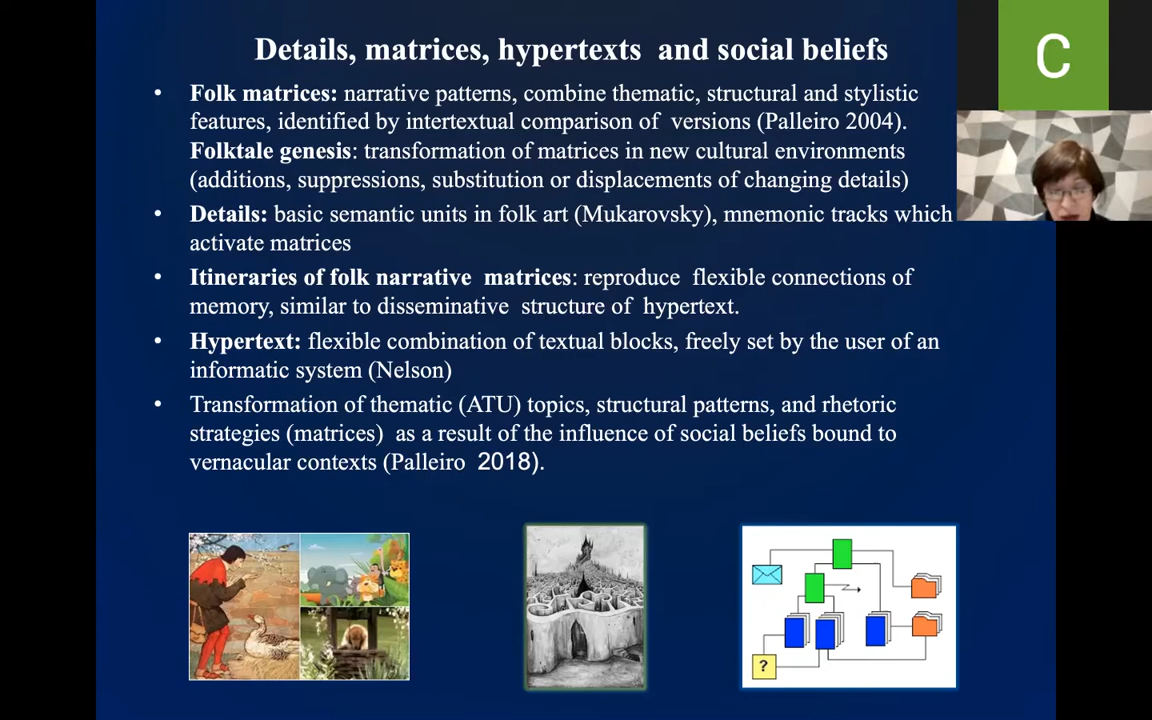 Details, matrices, hypertexts and social beliefs
C
• Folk matrices: narrative patterns, combine thematic, structural and stylistic
features, identified by intertextual comparison of versions (Palleiro 2004).
Folktale genesis: transformation of matrices in new cultural environments
(additions, suppressions, substitution or displacements of changing details)
• Details: basic semantic units in folk art (Mukarovsky), mnemonic tracks which
activate matrices
• Itineraries of folk narrative matrices: reproduce flexible connections of
memory, similar to disseminative structure of hypertext.
• Hypertext: flexible combination of textual blocks, freely set by the user of an
informatic system (Nelson)
• Transformation of thematic (ATU) topics, structural patterns, and rhetoric
strategies (matrices) as a result of the influence of social beliefs bound to
vernacular contexts (Palleiro 2018).
?